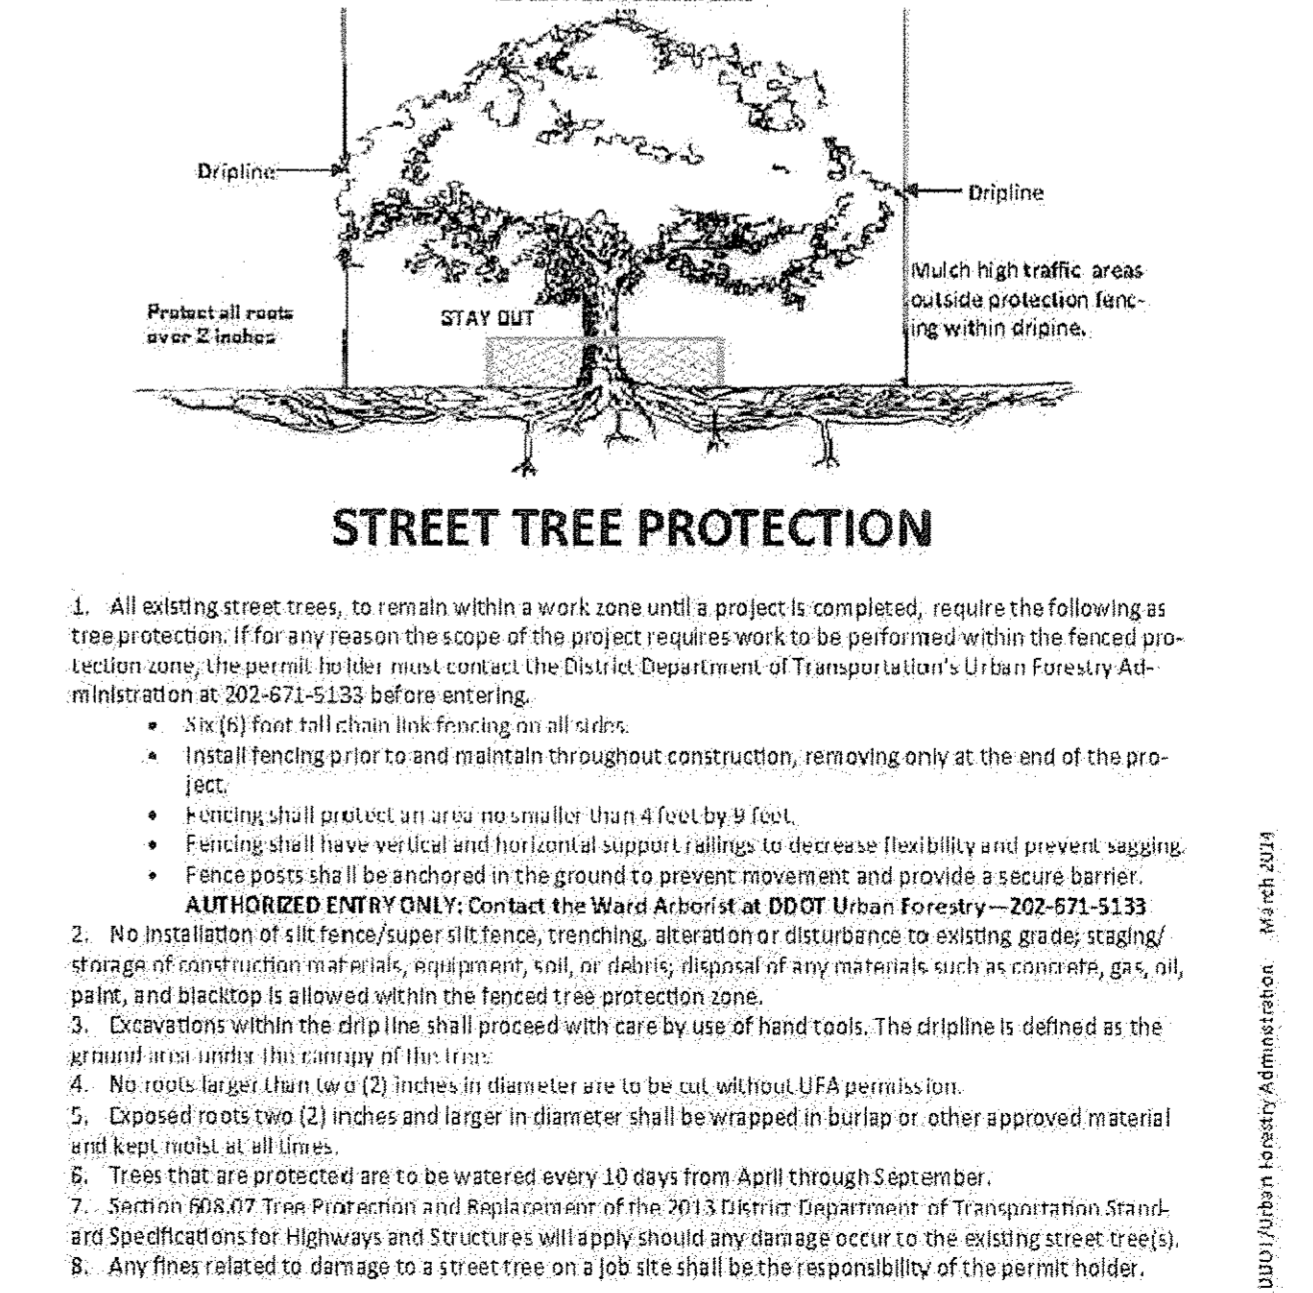 Dripline
Dripline
Mulch high traffic areas
outside protection fenc-
ing within dripine.
Protect all roots
over 2 inches
STAY OUT
STREET TREE PROTECTION
1. All existing street trees, to remain within a work zone until a project is completed, require the following as
tree protection. If for any reason the scope of the project requires work to be performed within the fenced pro-
tection zone, the permit holder must contact the District Department of Transportation's Urban Forestry Ad-
ministration at 202-671-5133 before entering.
• Six (6) foot tall chain link fencing on all sides.
• Install fencing prior to and maintain throughout construction, removing only at the end of the pro-
ject.
• Fencing shall protect an area no smaller than 4 feet by 9 feet.
• Fencing shall have vertical and horizontal support railings to decrease flexibility and prevent sagging.
• Fence posts shall be anchored in the ground to prevent movement and provide a secure barrier.
AUTHORIZED ENTRY ONLY: Contact the Ward Arborist at DDOT Urban Forestry—202-671-5133
2. No installation of silt fence/super silt fence, trenching, alteration or disturbance to existing grade; staging/
storage of construction materials, equipment, soil, or debris; disposal of any materials such as concrete, gas, oil,
paint, and blacktop is allowed within the fenced tree protection zone.
3. Excavations within the drip line shall proceed with care by use of hand tools. The dripline is defined as the
ground area under the canopy of the tree.
4. No roots larger than two (2) inches in diameter are to be cut without UFA permission.
5. Exposed roots two (2) inches and larger in diameter shall be wrapped in burlap or other approved material
and kept moist at all times.
6. Trees that are protected are to be watered every 10 days from April through September.
7. Section 608.07 Tree Protection and Replacement of the 2013 District Department of Transportation Stand-
ard Specifications for Highways and Structures will apply should any damage occur to the existing street tree(s).
8. Any fines related to damage to a street tree on a job site shall be the responsibility of the permit holder.
DDOT/Urban Forestry Administration March 2014